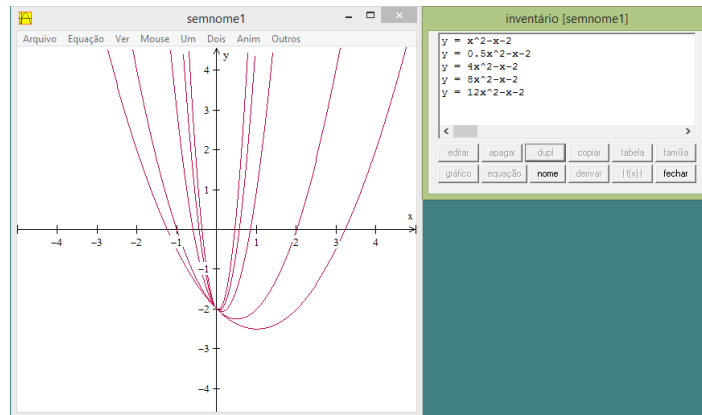 semnome1
Arquivo Equação Ver Mouse Um Dois Anim Outros
y
4
3
2
1
x
−4 −3 −2 −1 1 2 3 4
−1
−2
−3
−4
inventário [semnome1]
y = x^2-x-2
y = 0.5x^2-x-2
y = 4x^2-x-2
y = 8x^2-x-2
y = 12x^2-x-2
editar apagar dupl copiar tabela família
gráfico equação nome derivar |f(x)| fechar